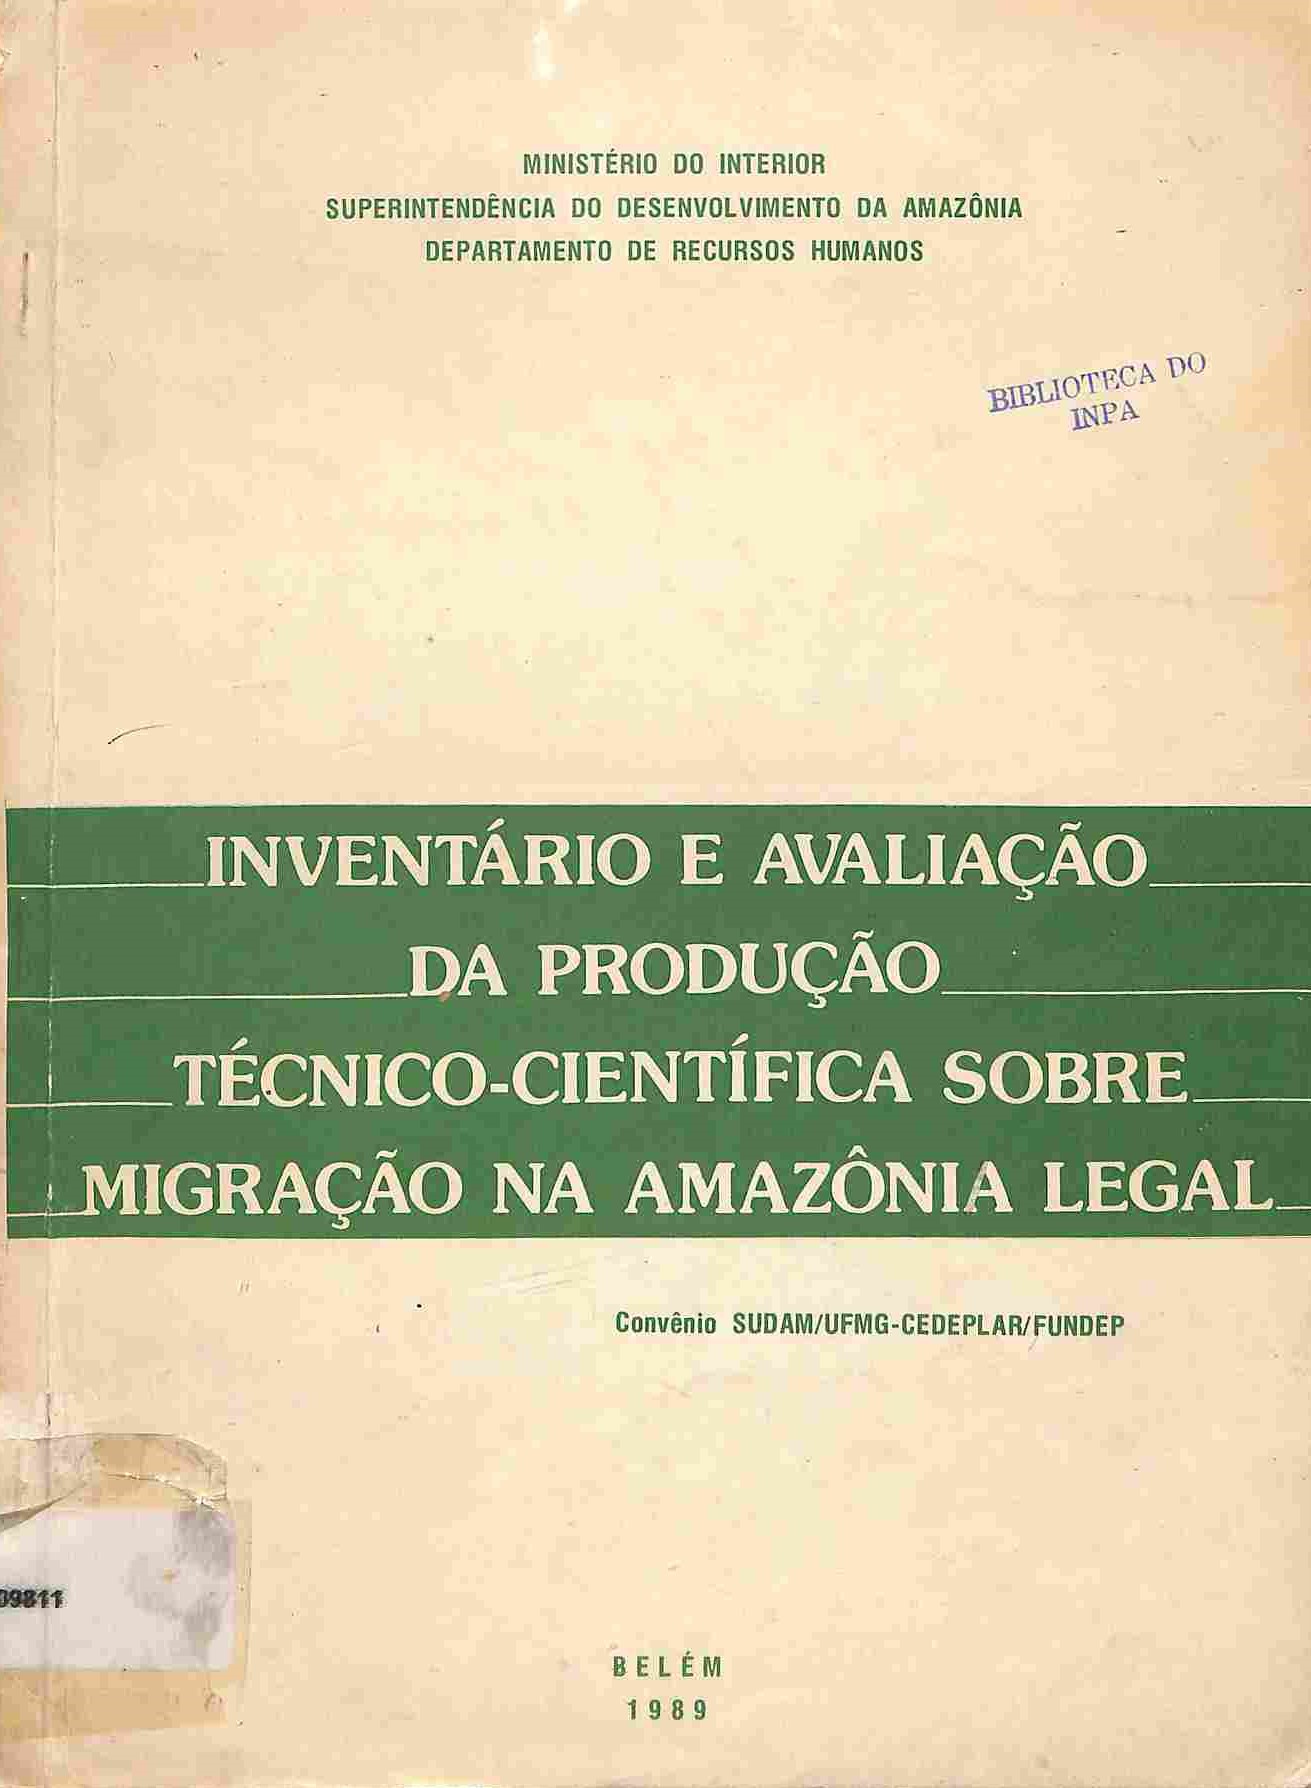 MINISTÉRIO DO INTERIOR
SUPERINTENDÊNCIA DO DESENVOLVIMENTO DA AMAZÔNIA
DEPARTAMENTO DE RECURSOS HUMANOS
BIBLIOTECA DO
INPA
INVENTÁRIO E AVALIAÇÃO
DA PRODUÇÃO
TÉCNICO-CIENTÍFICA SOBRE
MIGRAÇÃO NA AMAZÔNIA LEGAL
Convênio SUDAM/UFMG-CEDEPLAR/FUNDEP
09811
BELÉM
1989